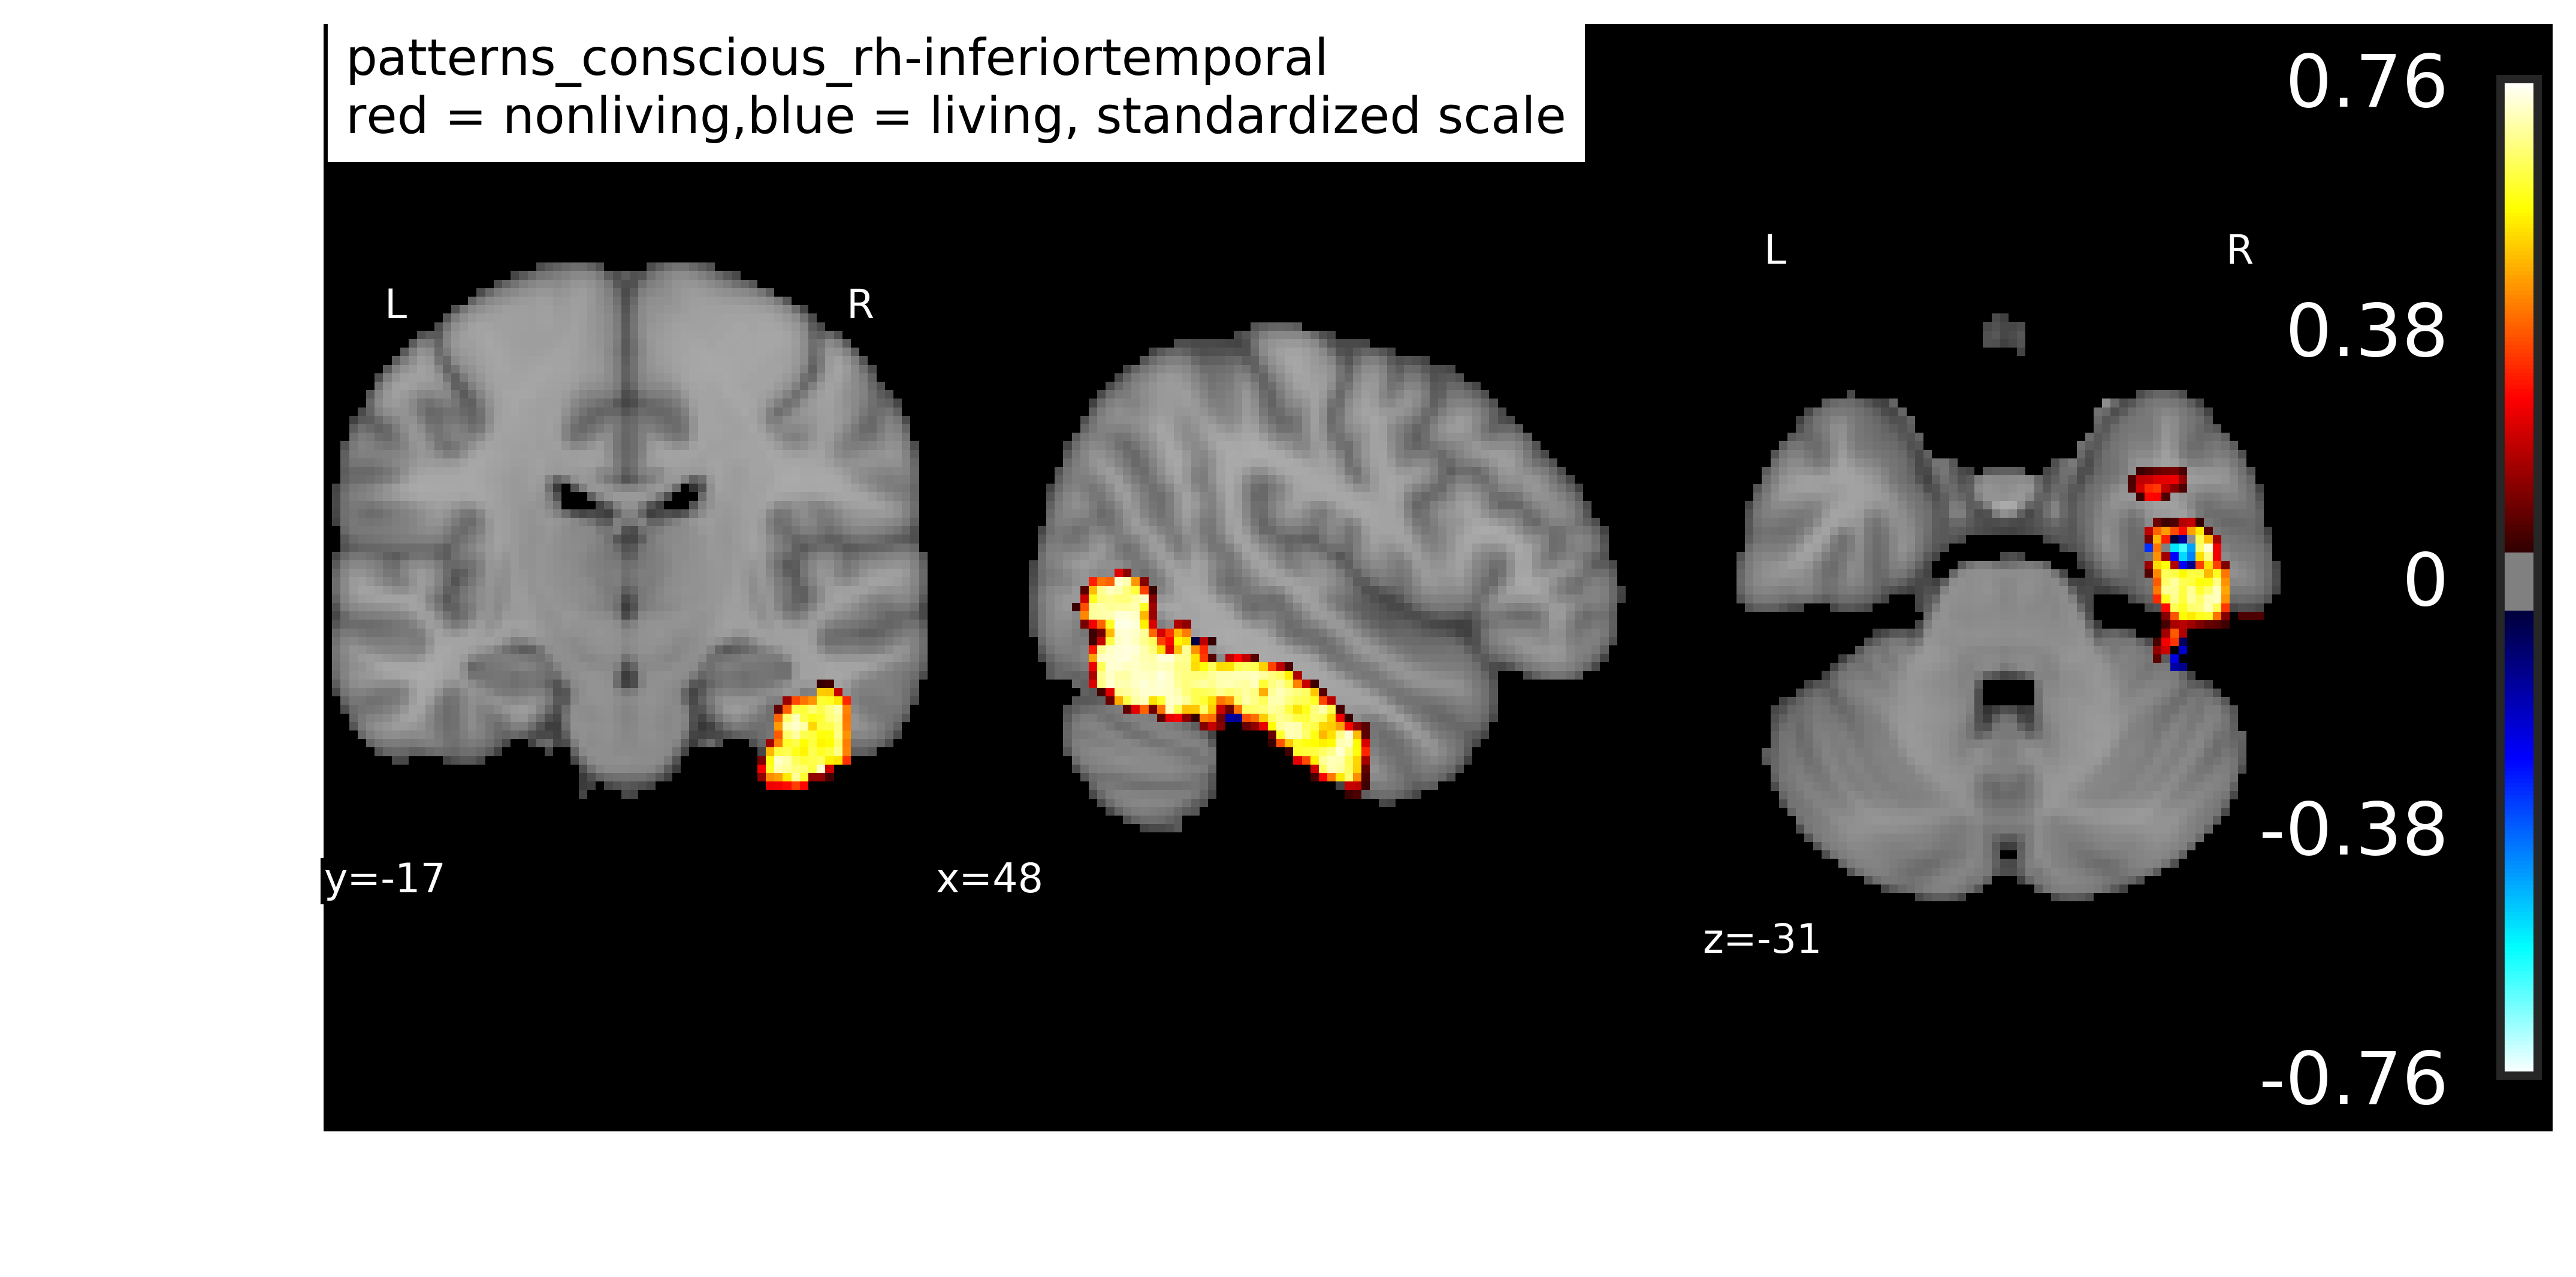 patterns_conscious_rh-inferiortemporal
red = nonliving,blue = living, standardized scale
L
R
L
R
y=-17
x=48
z=-31
0.76
0.38
0
-0.38
-0.76